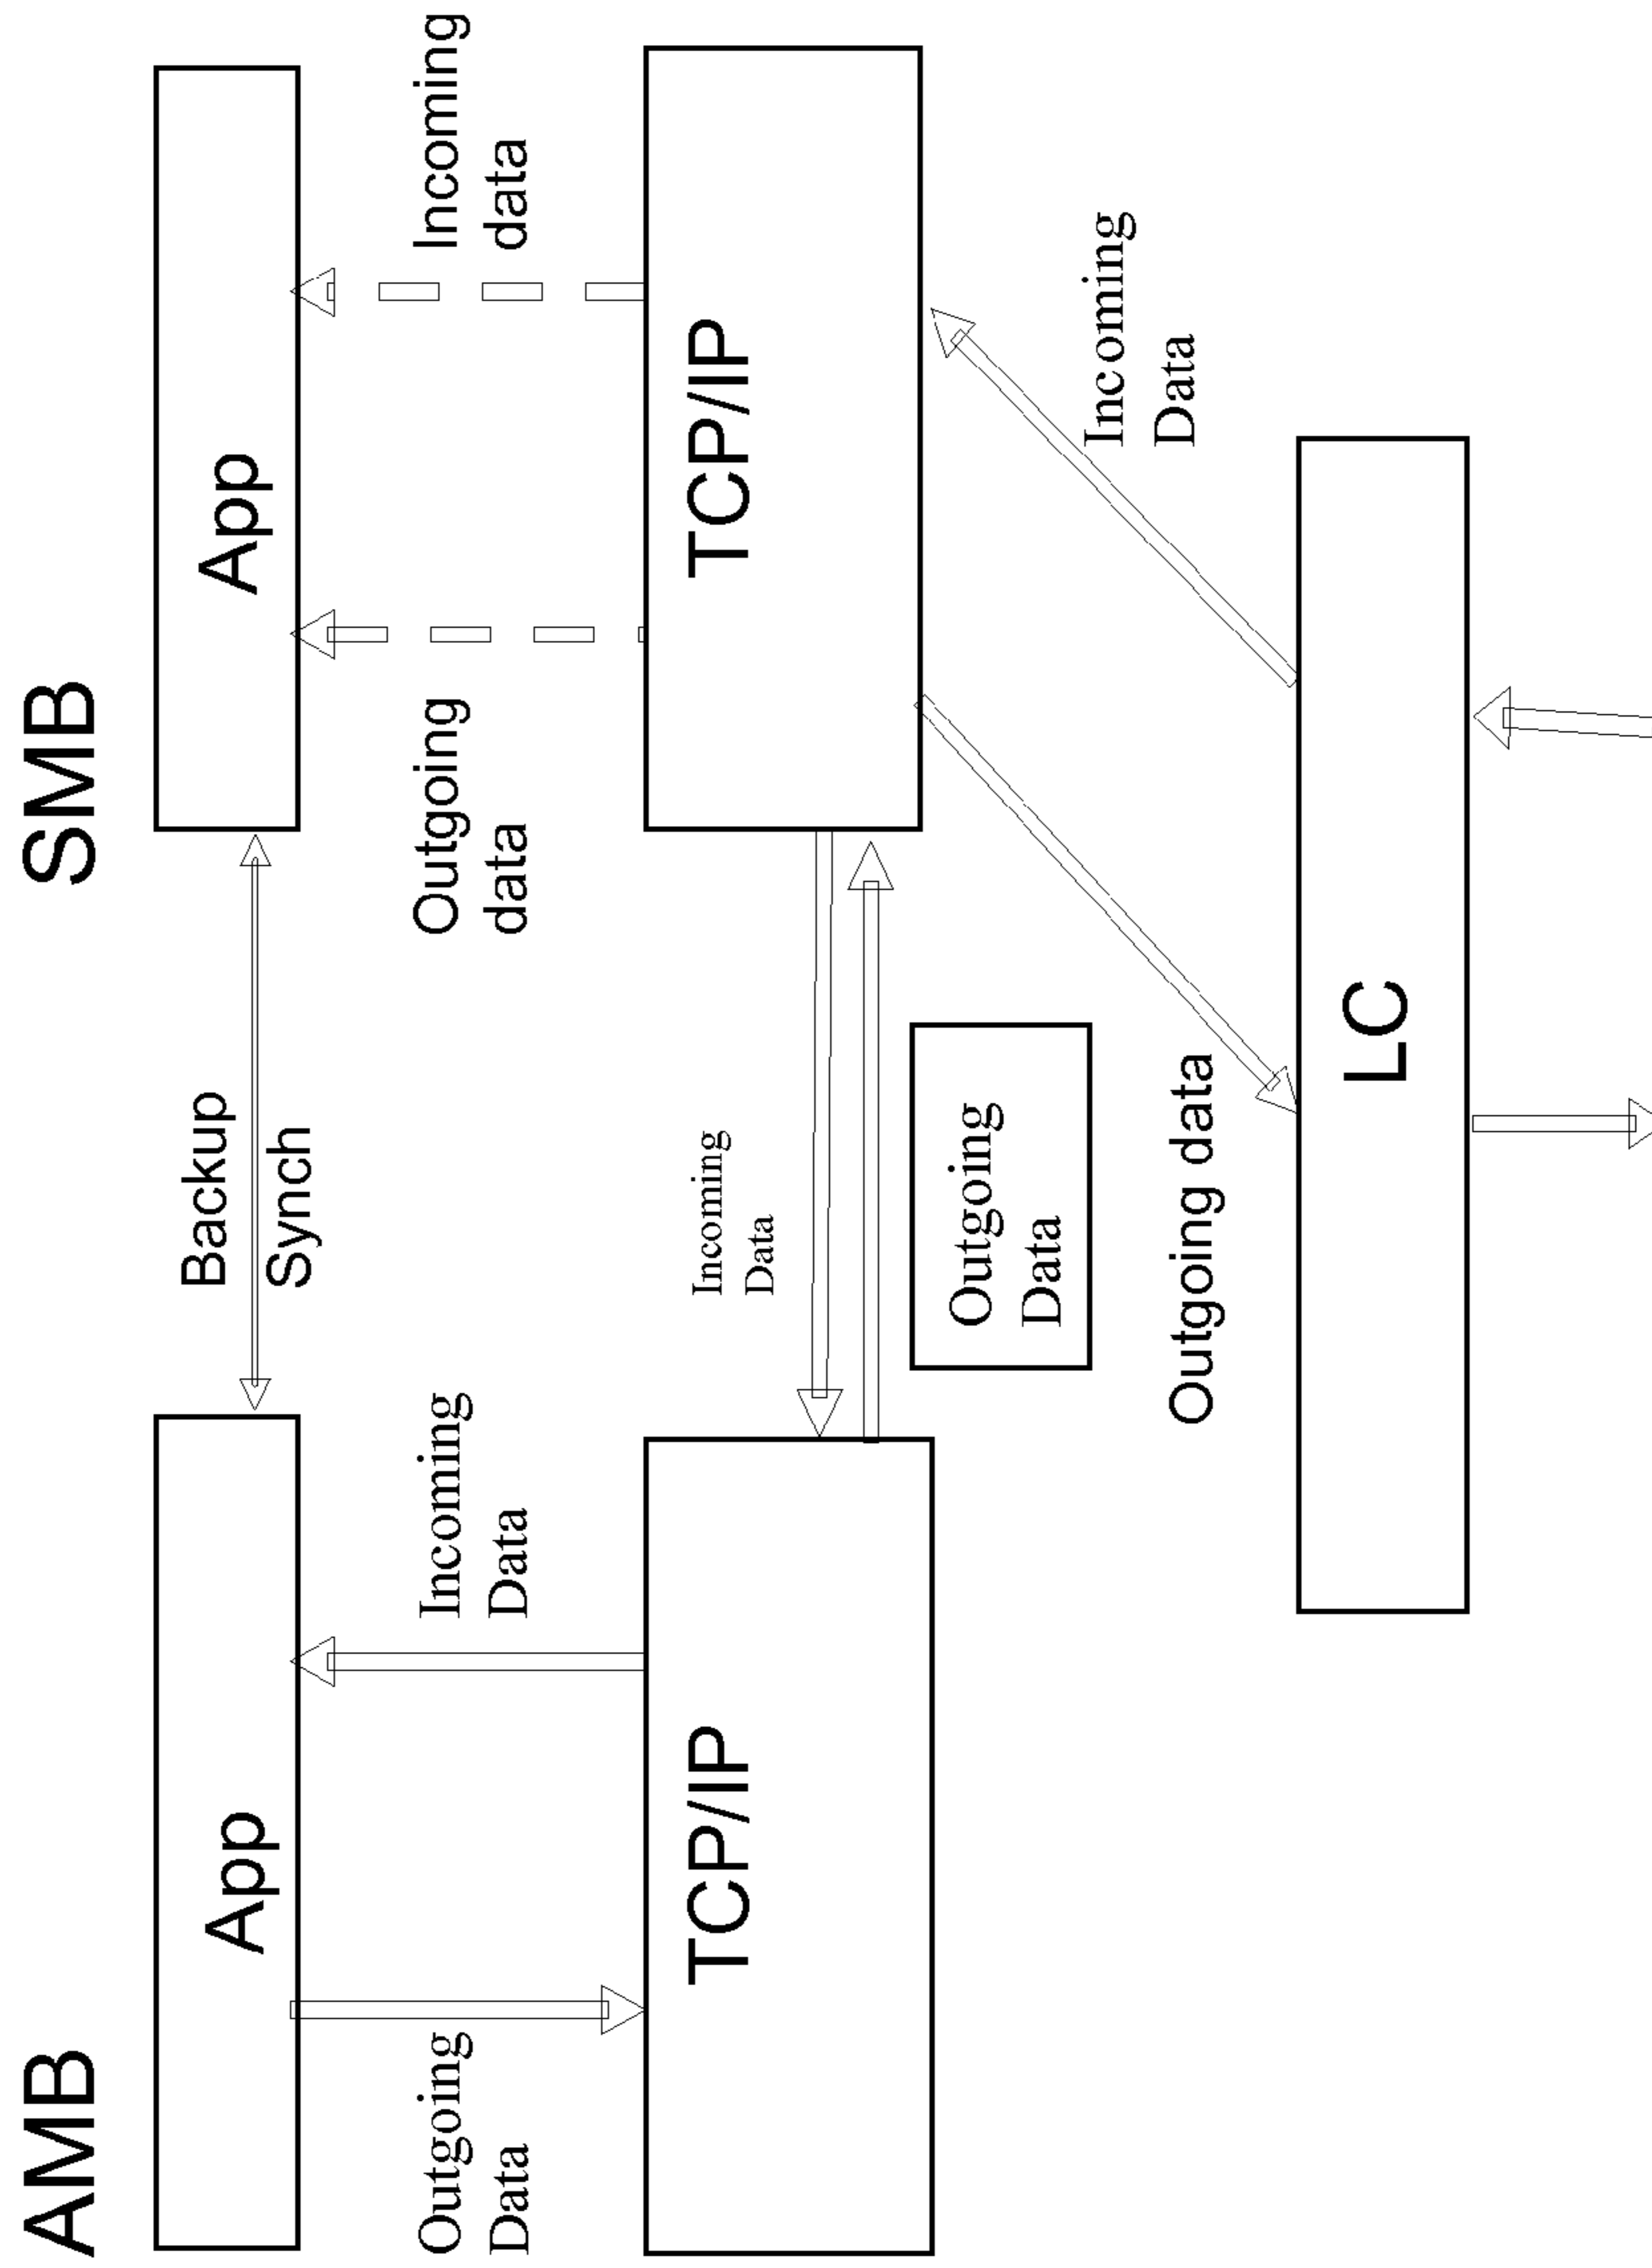 AMB
SMB
App
Backup
Synch
App
Outgoing
Data
Incoming
Data
Outgoing
data
Incoming
data
TCP/IP
Incoming
Data
TCP/IP
Outgoing
Data
Outgoing data
Incoming
Data
LC